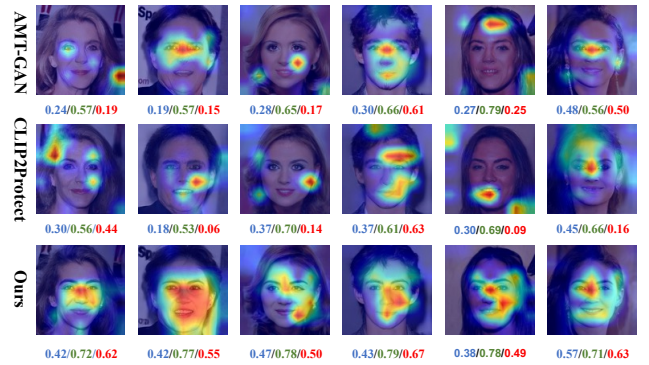 AMT-GAN
0.24/0.57/0.19 0.19/0.57/0.15 0.28/0.65/0.17 0.30/0.66/0.61 0.27/0.79/0.25 0.48/0.56/0.50
CLIP2Protect
0.30/0.56/0.44 0.18/0.53/0.06 0.37/0.70/0.14 0.37/0.61/0.63 0.30/0.69/0.09 0.45/0.66/0.16
Ours
0.42/0.72/0.62 0.42/0.77/0.55 0.47/0.78/0.50 0.43/0.79/0.67 0.38/0.78/0.49 0.57/0.71/0.63